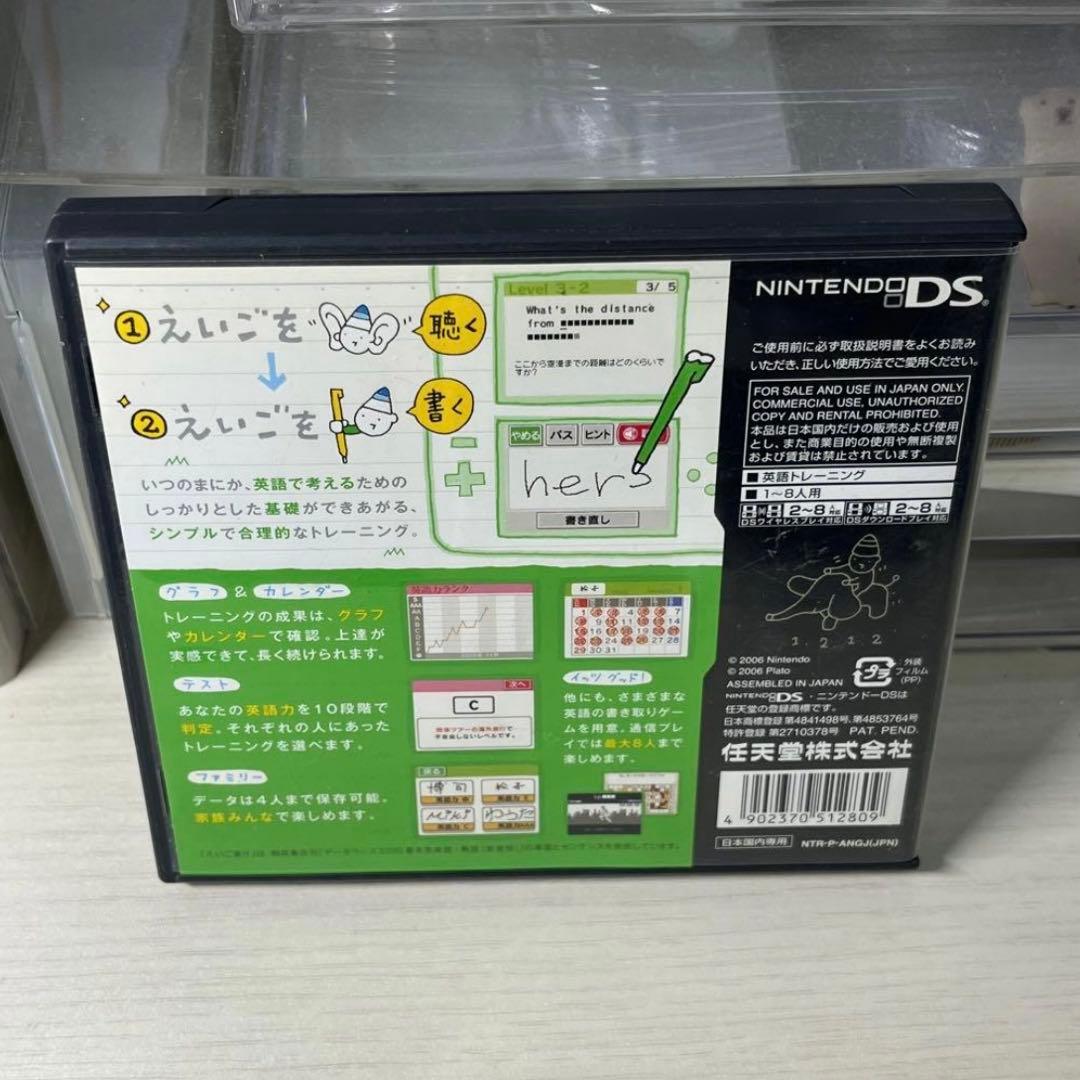 1 えいごを "聴く
2 えいごを 書く
いつのまにか、英語で考えるための
しっかりとした基礎ができあがる、
シンプルで合理的なトレーニング。
Level 3-2 3/ 5
What's the distance
from
ここから空港までの距離はどのくらいで
すか?
やめる パス ヒント
hers
書き直し
グラフ & カレンダー
トレーニングの成果は、グラフ
やカレンダーで確認。上達が
実感できて、長く続けられます。
英語力ランク
テスト
あなたの英語力を10段階で
判定。それぞれの人にあった
トレーニングを選べます。
次へ
C
ファミリー
データは4人まで保存可能。
家族みんなで楽しめます。
戻る
博司
イッツ グッド!
他にも、さまざまな
英語の書き取りゲー
ムを用意。通信プレ
イでは最大8人まで
楽しめます。
NINTENDO DS®
ご使用前に必ず取扱説明書をよくお読み
いただき、正しい使用方法でご愛用ください。
FOR SALE AND USE IN JAPAN ONLY.
COMMERCIAL USE, UNAUTHORIZED
COPY AND RENTAL PROHIBITED.
本品は日本国内だけの販売および使用
とし、また商業目的の使用や無断複製
および賃貸は禁止されています。
■英語トレーニング
■1〜8人用
2〜8人対応 2〜8人対応
DSワイヤレスプレイ対応 DSダウンロードプレイ対応
1 2 1 2
© 2006 Nintendo
© 2006 Plato
ASSEMBLED IN JAPAN
プラ
:外装
フィルム
(PP)
NINTENDO DS・ニンテンドーDSは
任天堂の登録商標です。
日本商標登録 第4841498号、第4853764号
特許登録 第2710378号 PAT. PEND.
任天堂株式会社
4 902370 512809
日本国内専用 NTR-P-ANGJ(JPN)